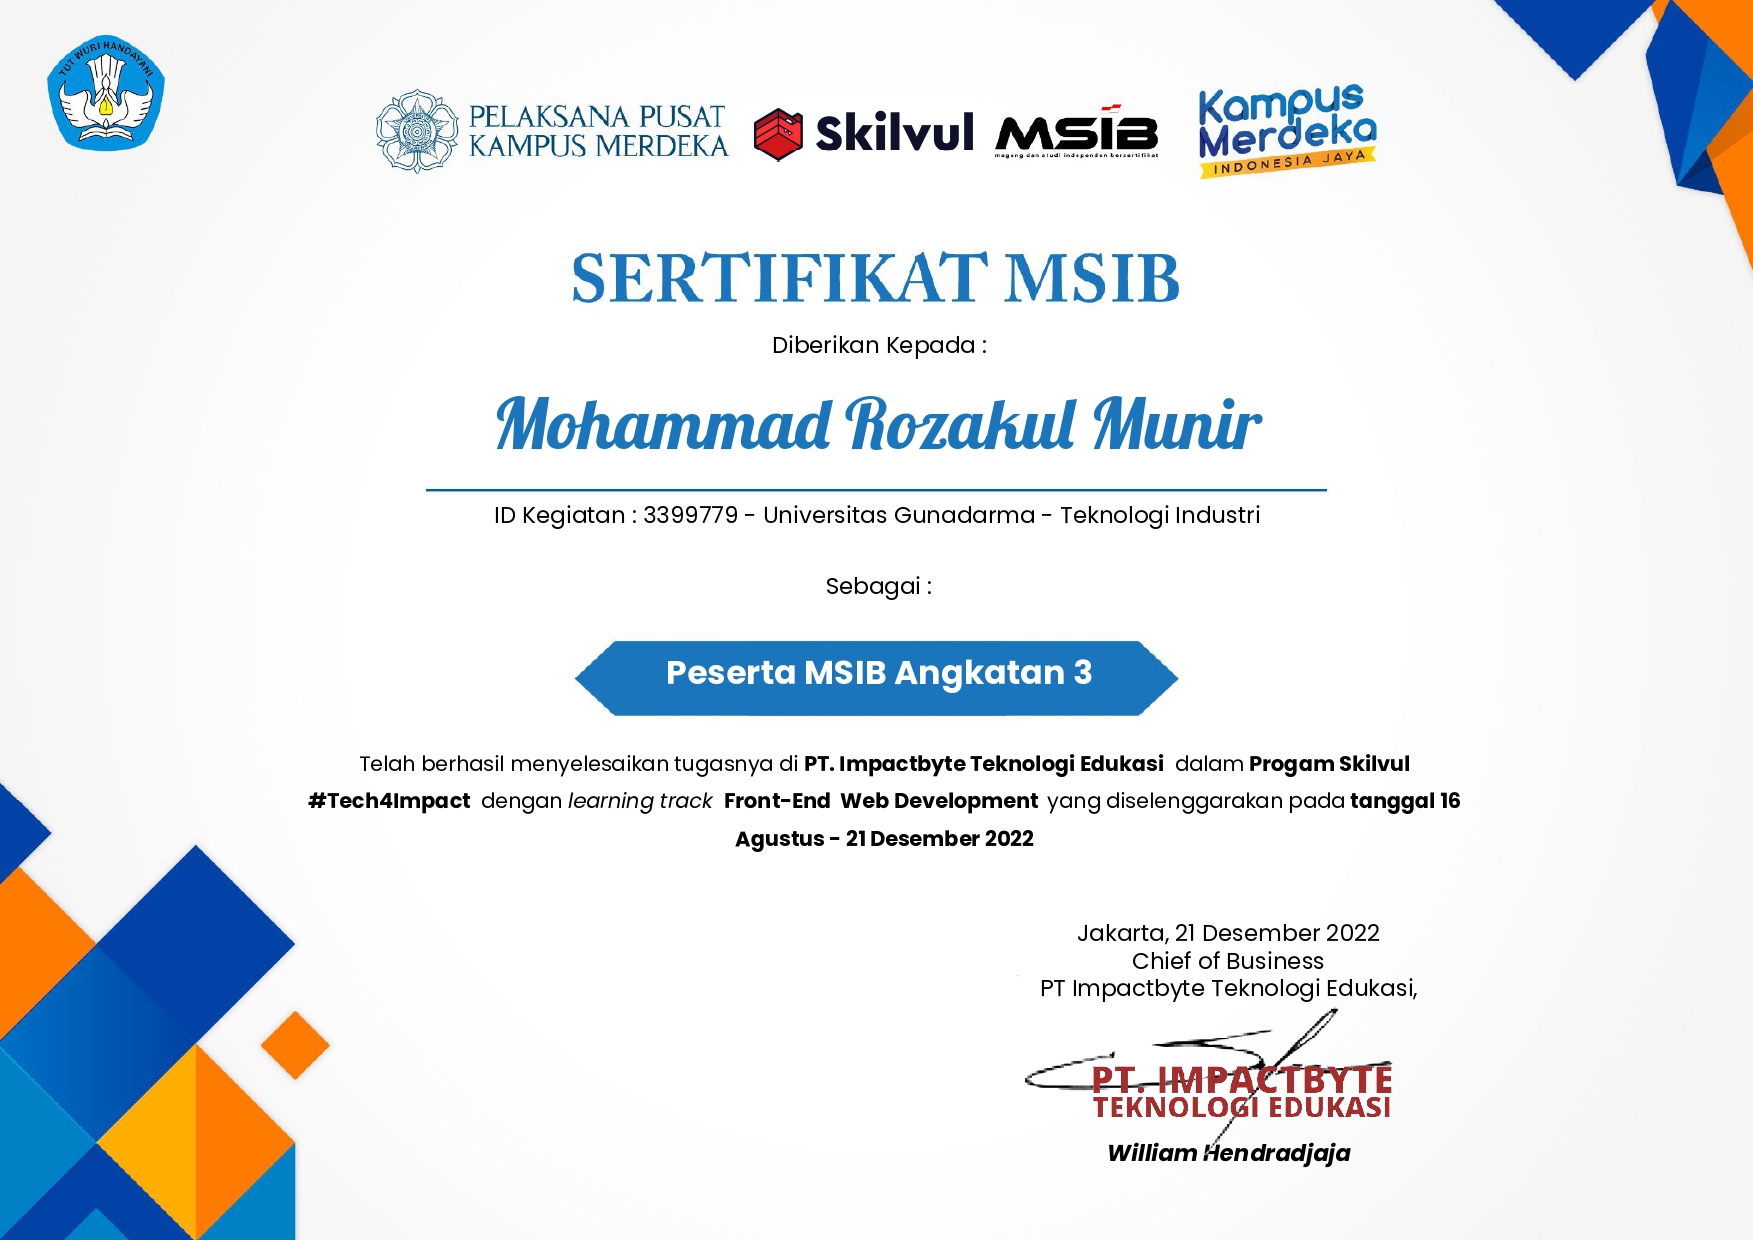 TUT WURI HANDAYANI
PELAKSANA PUSAT
KAMPUS MERDEKA
Skilvul
MSIB
magang dan studi independen bersertifikat
Kampus
Merdeka
INDONESIA JAYA
SERTIFIKAT MSIB
Diberikan Kepada :
Mohammad Rozakul Munir
ID Kegiatan : 3399779 - Universitas Gunadarma - Teknologi Industri
Sebagai :
Peserta MSIB Angkatan 3
Telah berhasil menyelesaikan tugasnya di PT. Impactbyte Teknologi Edukasi dalam Progam Skilvul
#Tech4Impact dengan learning track Front-End Web Development yang diselenggarakan pada tanggal 16
Agustus - 21 Desember 2022
Jakarta, 21 Desember 2022
Chief of Business
PT Impactbyte Teknologi Edukasi,
PT. IMPACTBYTE
TEKNOLOGI EDUKASI
William Hendradjaja